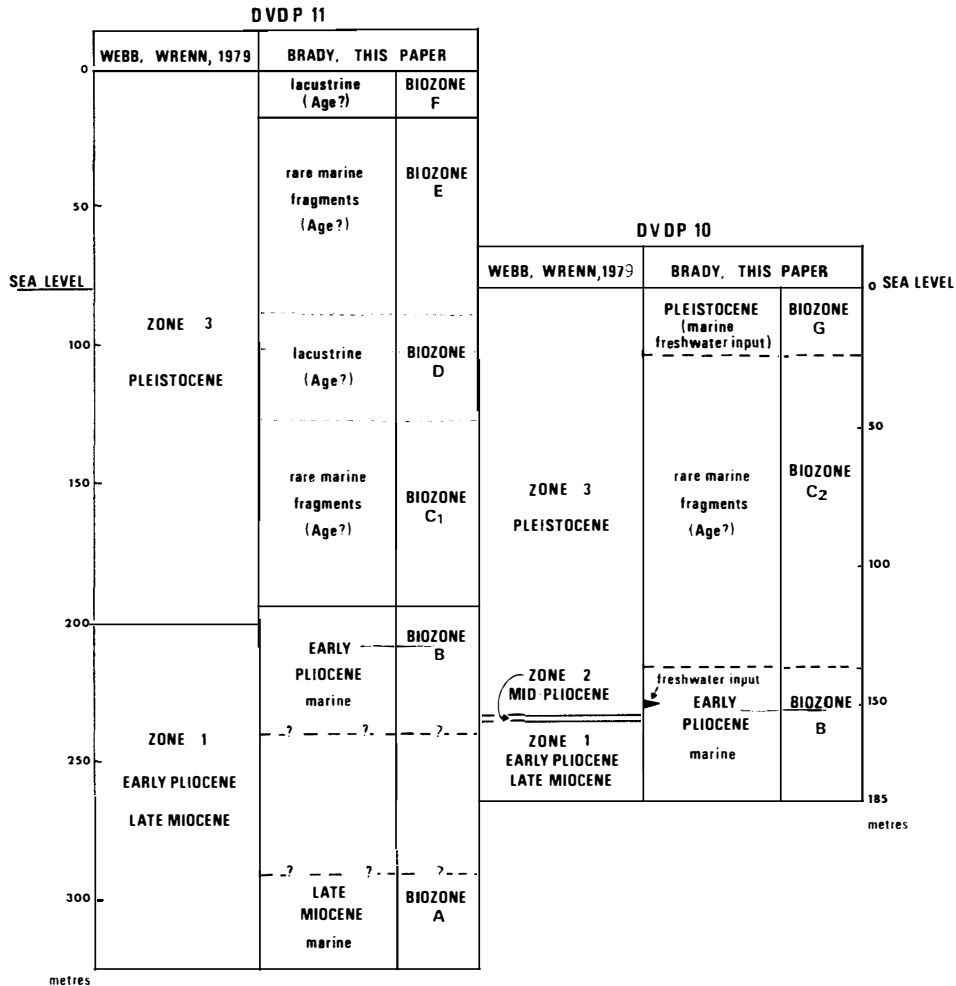 DVDP 11
WEBB, WRENN, 1979
BRADY, THIS PAPER
0
50
SEA LEVEL
100
150
200
250
300
metres
ZONE 3
PLEISTOCENE
ZONE 1
EARLY PLIOCENE
LATE MIOCENE
lacustrine
(Age?)
BIOZONE
F
rare marine
fragments
(Age?)
BIOZONE
E
lacustrine
(Age?)
BIOZONE
D
rare marine
fragments
(Age?)
BIOZONE
C1
EARLY
PLIOCENE
marine
BIOZONE
B
? ? ?
? ? ?
LATE
MIOCENE
marine
BIOZONE
A
DVDP 10
WEBB, WRENN,1979
BRADY, THIS PAPER
0 SEA LEVEL
50
100
150
185
metres
ZONE 3
PLEISTOCENE
ZONE 2
MID PLIOCENE
ZONE 1
EARLY PLIOCENE
LATE MIOCENE
PLEISTOCENE
(marine
freshwater input)
BIOZONE
G
rare marine
fragments
(Age?)
BIOZONE
C2
freshwater input
EARLY
PLIOCENE
marine
BIOZONE
B